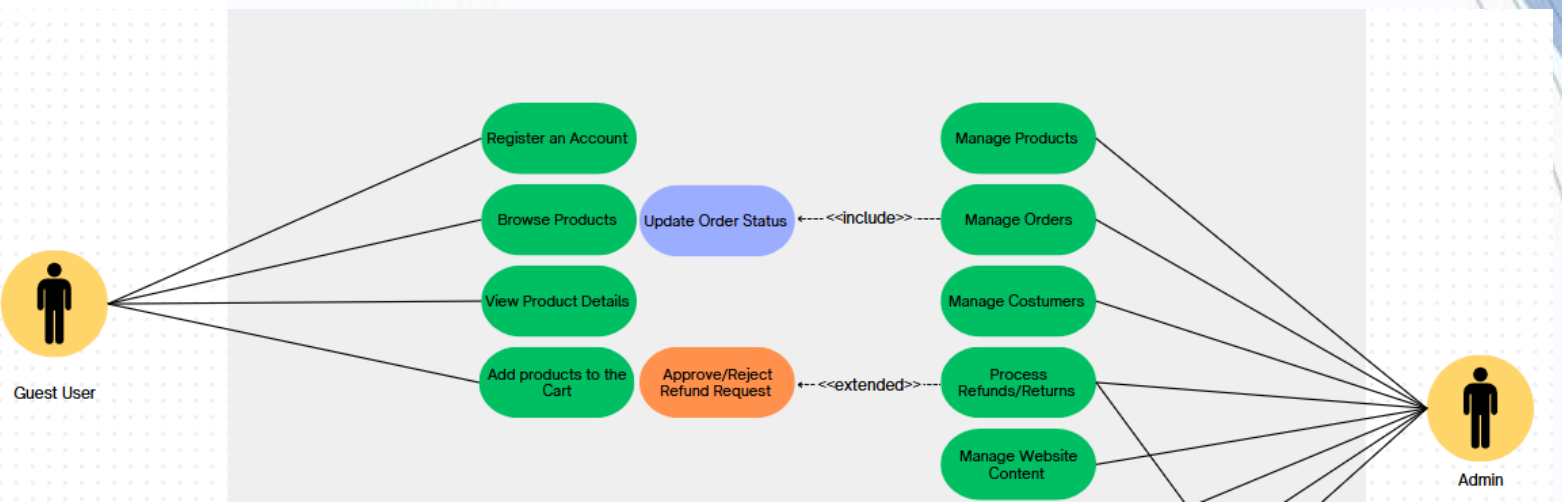 Register an Account
Manage Products
Browse Products
Update Order Status
<<include>>
Manage Orders
View Product Details
Manage Costumers
Guest User
Add products to the
Cart
Approve/Reject
Refund Request
<<extended>>
Process
Refunds/Returns
Manage Website
Content
Admin